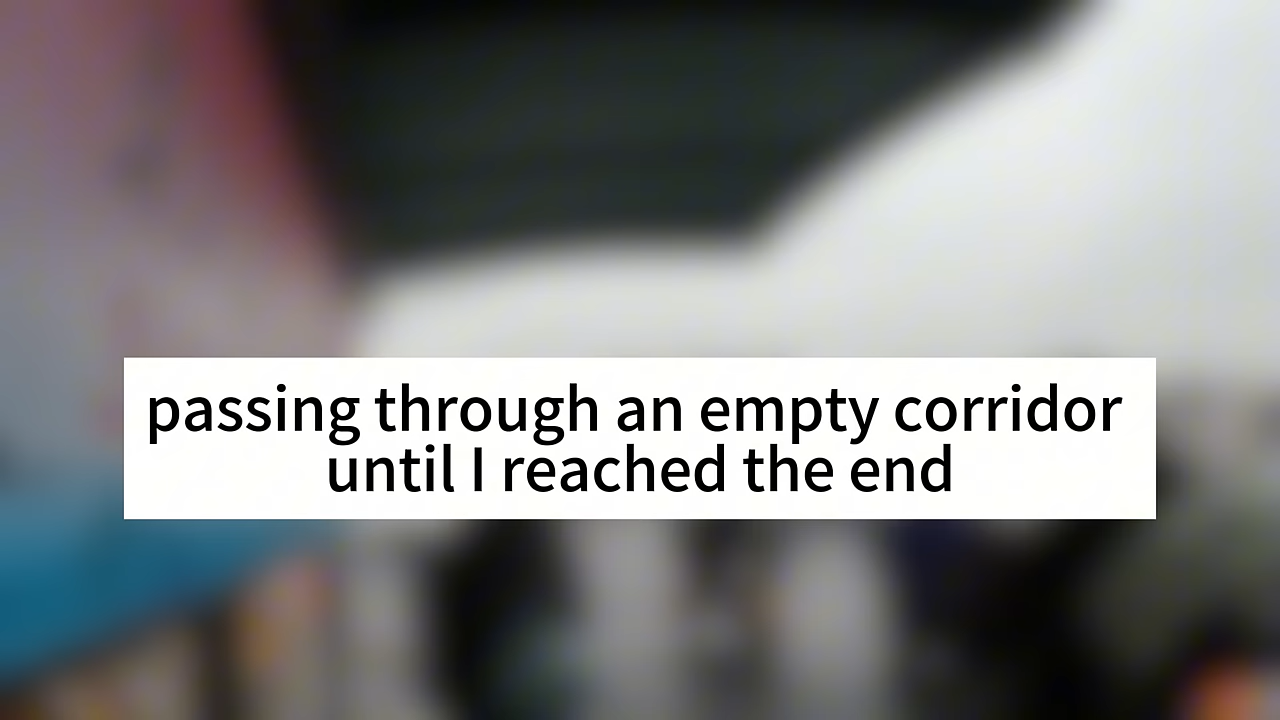 passing through an empty corridor
until I reached the end